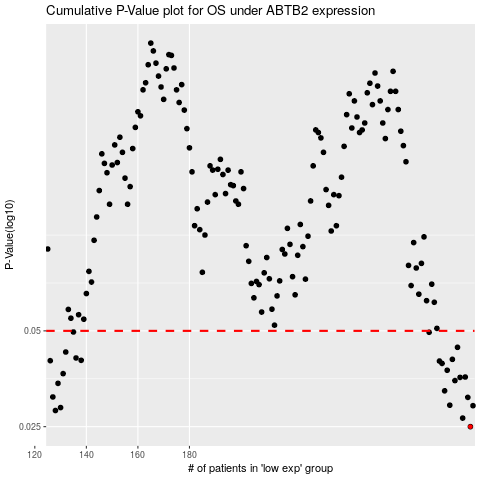 Cumulative P-Value plot for OS under ABTB2 expression
P-Value(log10)
0.05
0.025
120 140 160 180
# of patients in 'low exp' group